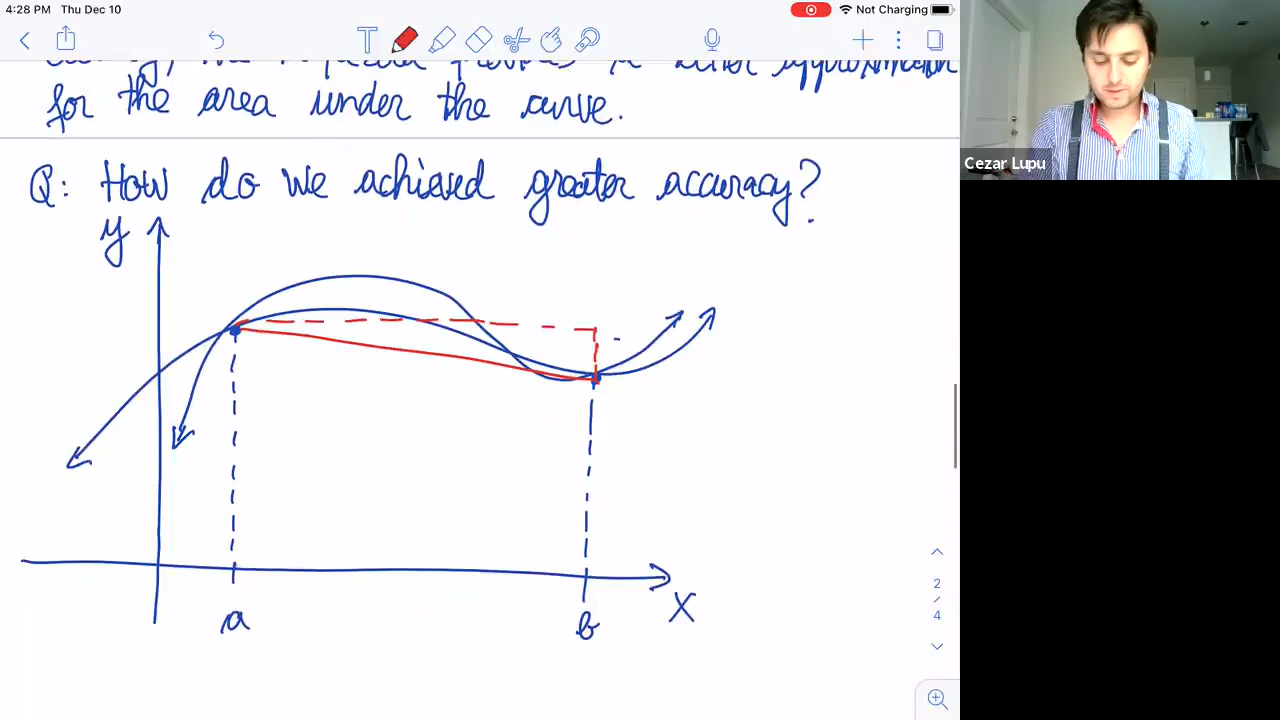 4:28 PM Thu Dec 10
Not Charging
T
for the area under the curve.
Q: How do we achieved greater accuracy?
y
a
b
X
2
/
4
Cezar Lupu